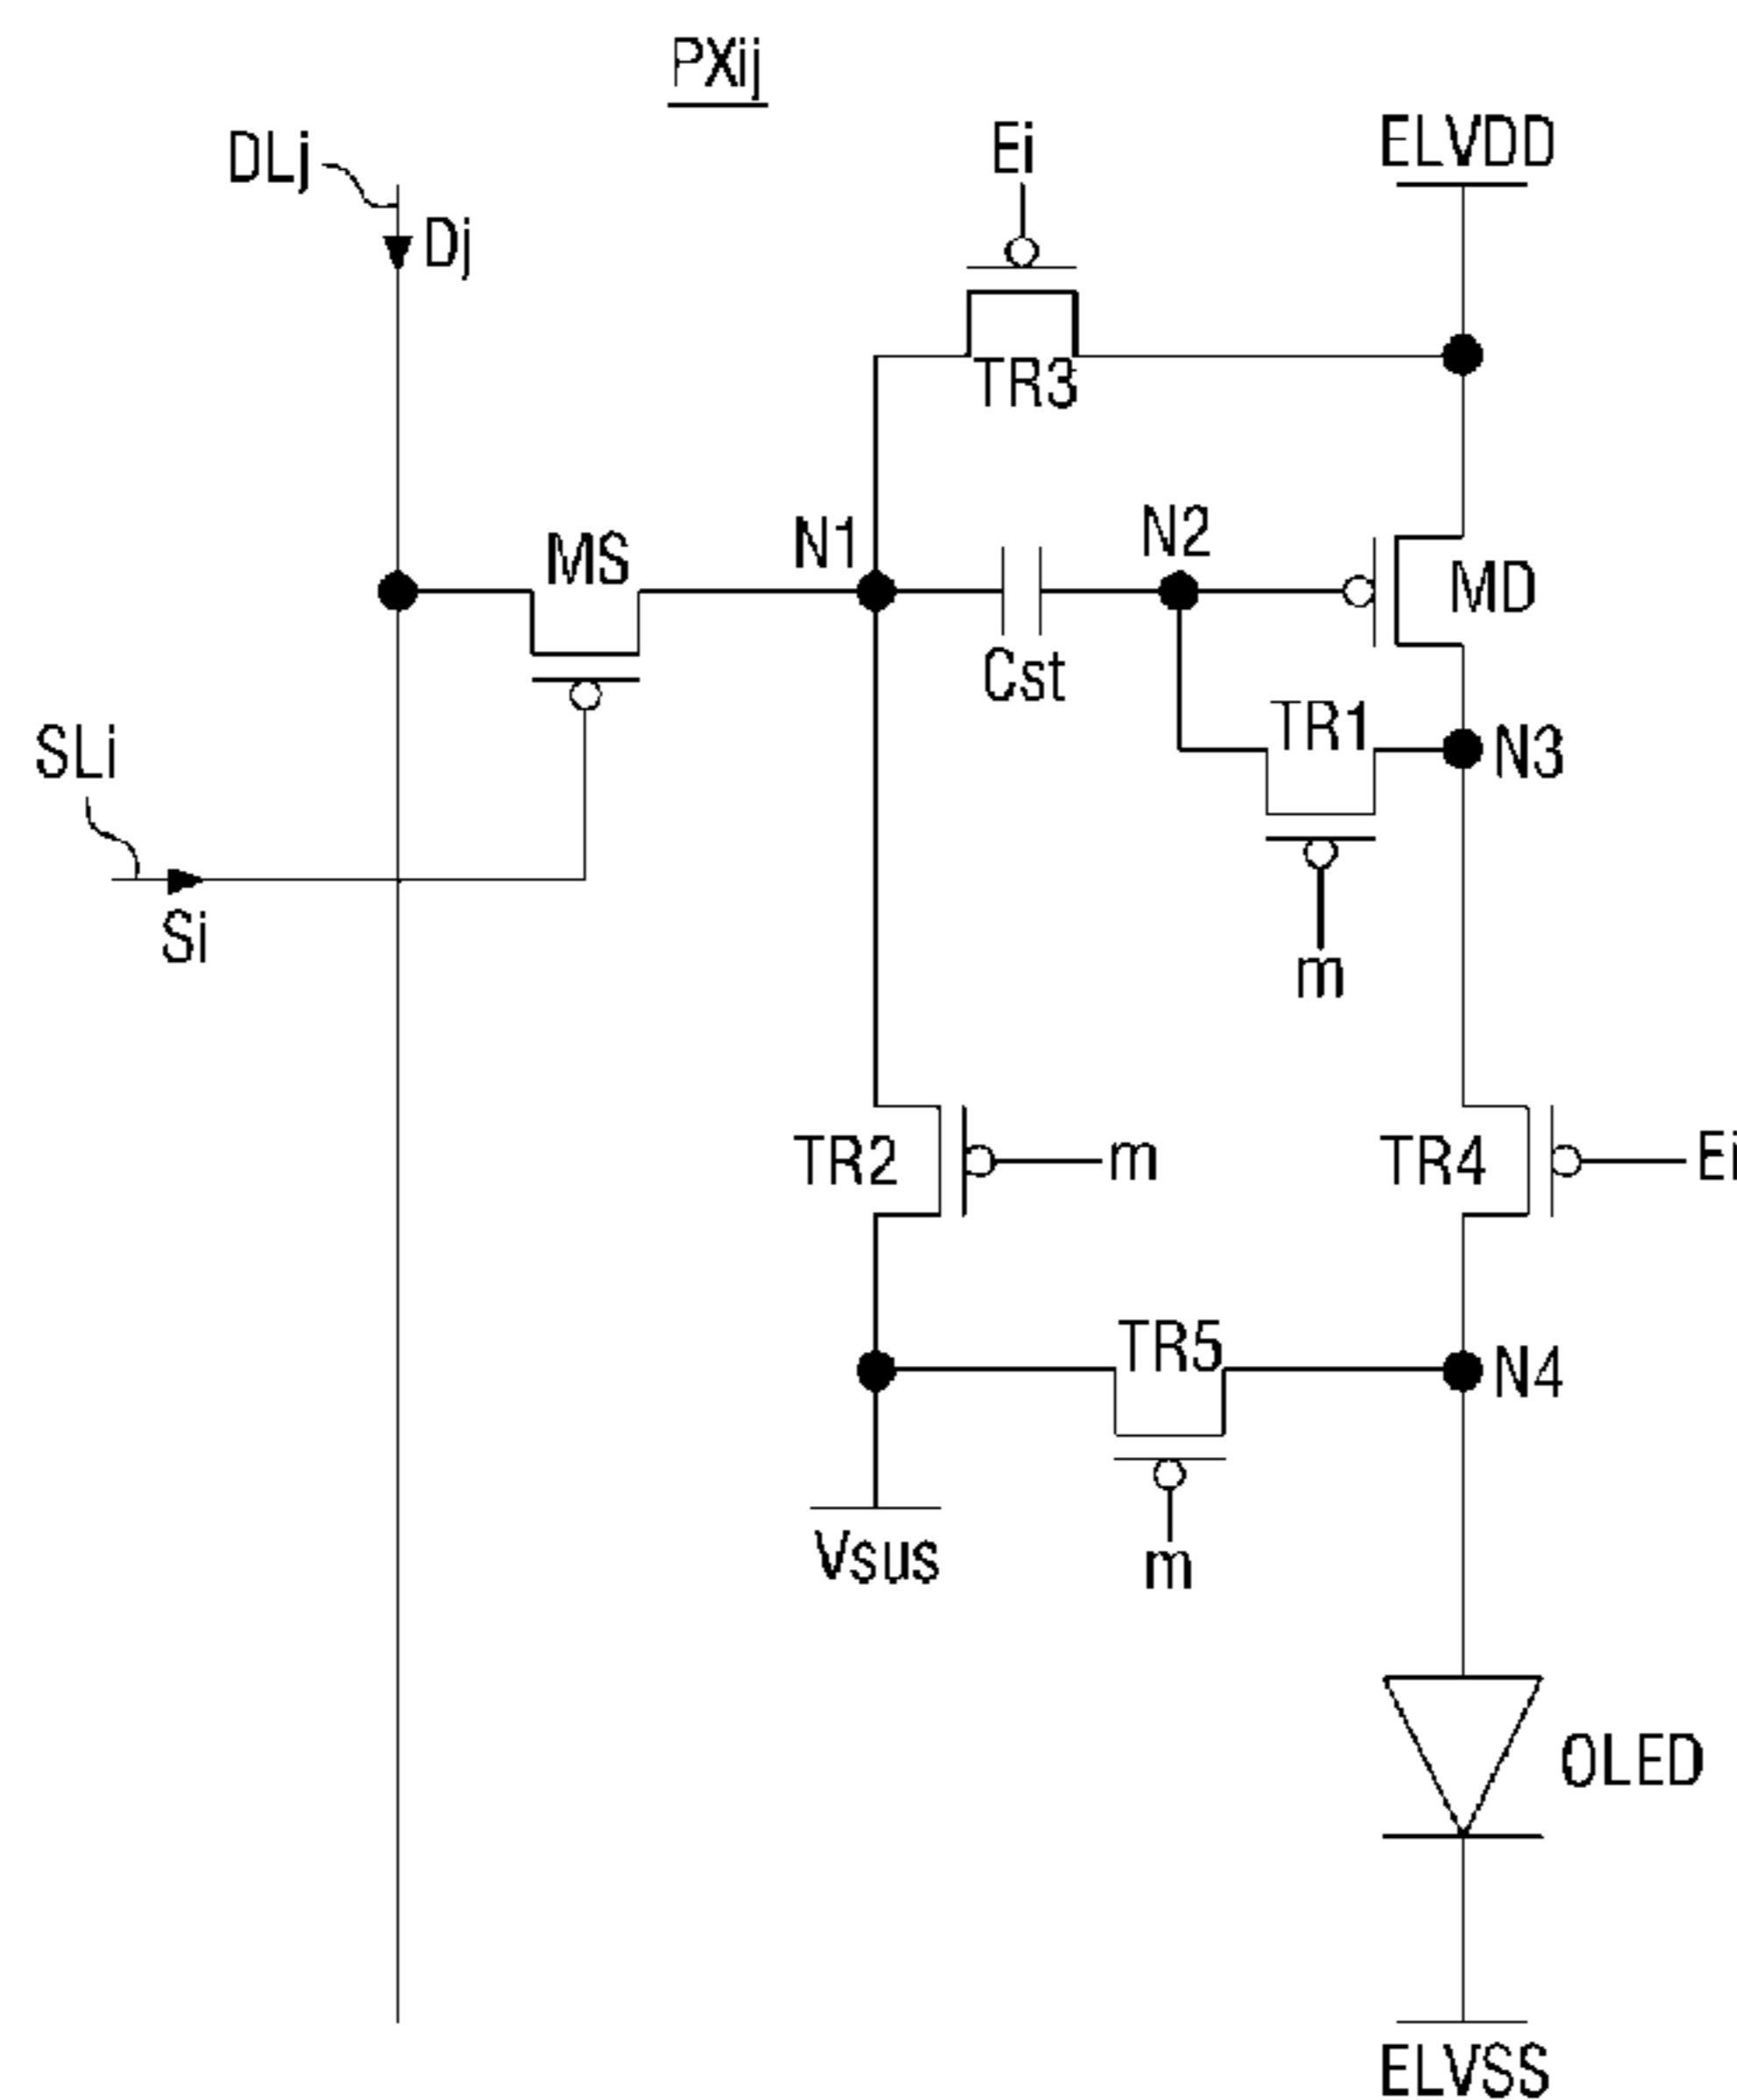 PXij
DLj
Dj
Ei
ELVDD
TR3
MS
N1
N2
MD
Cst
TR1
N3
SLi
Si
m
TR2
m
TR4
Ei
TR5
N4
Vsus
m
OLED
ELVSS